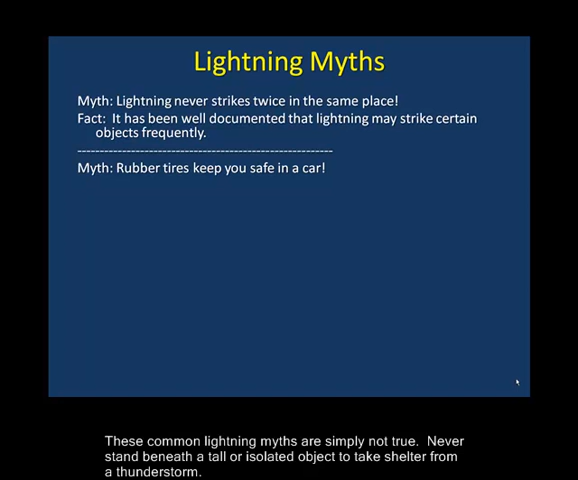 Lightning Myths
Myth: Lightning never strikes twice in the same place!
Fact: It has been well documented that lightning may strike certain
objects frequently.
----------------------------------------------------------
Myth: Rubber tires keep you safe in a car!
These common lightning myths are simply not true. Never
stand beneath a tall or isolated object to take shelter from
a thunderstorm.